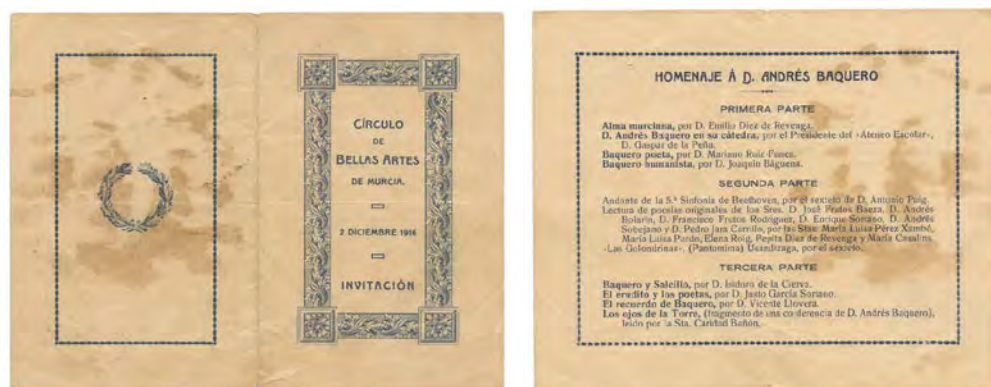 CÍRCULO
DE
BELLAS ARTES
DE MURCIA.
2 DICIEMBRE 1916
INVITACIÓN
HOMENAJE Á D. ANDRÉS BAQUERO
PRIMERA PARTE
Alma murciana, por D. Emilio Díez de Revenga.
D. Andrés Baquero en su cátedra, por el Presidente del «Ateneo Escolar»,
D. Gaspar de la Peña.
Baquero poeta, por D. Mariano Ruiz-Funes.
Baquero humanista, por D. Joaquín Báguena.
SEGUNDA PARTE
Andante de la 5.ª Sinfonía de Beethoven, por el sexteto de D. Antonio Puig.
Lectura de poesías originales de los Sres. D. José Frutos Baeza, D. Andrés
Bolarín, D. Francisco Frutos Rodríguez, D. Enrique Soriano, D. Andrés
Sobejano y D. Pedro Jara Carrillo, por las Stas. María Luisa Pérez Xambó,
María Luisa Pardo, Elena Roig, Pepita Díez de Revenga y María Casalins.
«Las Golondrinas». (Pantomima) Usandizaga, por el sexteto.
TERCERA PARTE
Baquero y Salcillo, por D. Isidoro de la Cierva.
El erudito y los poetas, por D. Justo García Soriano.
El recuerdo de Baquero, por D. Vicente Llovera.
Los ojos de la Torre, (fragmento de una conferencia de D. Andrés Baquero),
leído por la Sta. Caridad Bañón.